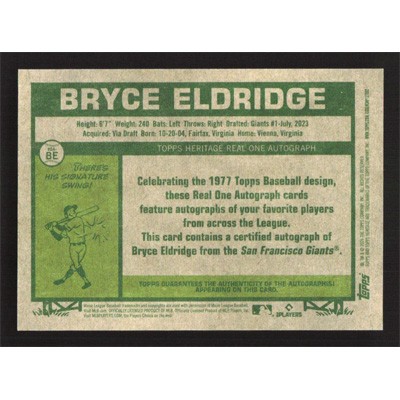 BRYCE ELDRIDGE
Height: 6'7" Weight: 240 Bats: Left Throws: Right Drafted: Giants #1-July, 2023
Acquired: Via Draft Born: 10-20-04, Fairfax, Virginia Home: Vienna, Virginia
TOPPS HERITAGE REAL ONE AUTOGRAPH
BE
THERE'S
HIS SIGNATURE
SWING!
Celebrating the 1977 Topps Baseball design,
these Real One Autograph cards
feature autographs of your favorite players
from across the League.
This card contains a certified autograph of
Bryce Eldridge from the San Francisco Giants®.
TOPPS GUARANTEES THE AUTHENTICITY OF THE AUTOGRAPH
APPEARING ON THIS CARD.
PLAYERS
TOPPS